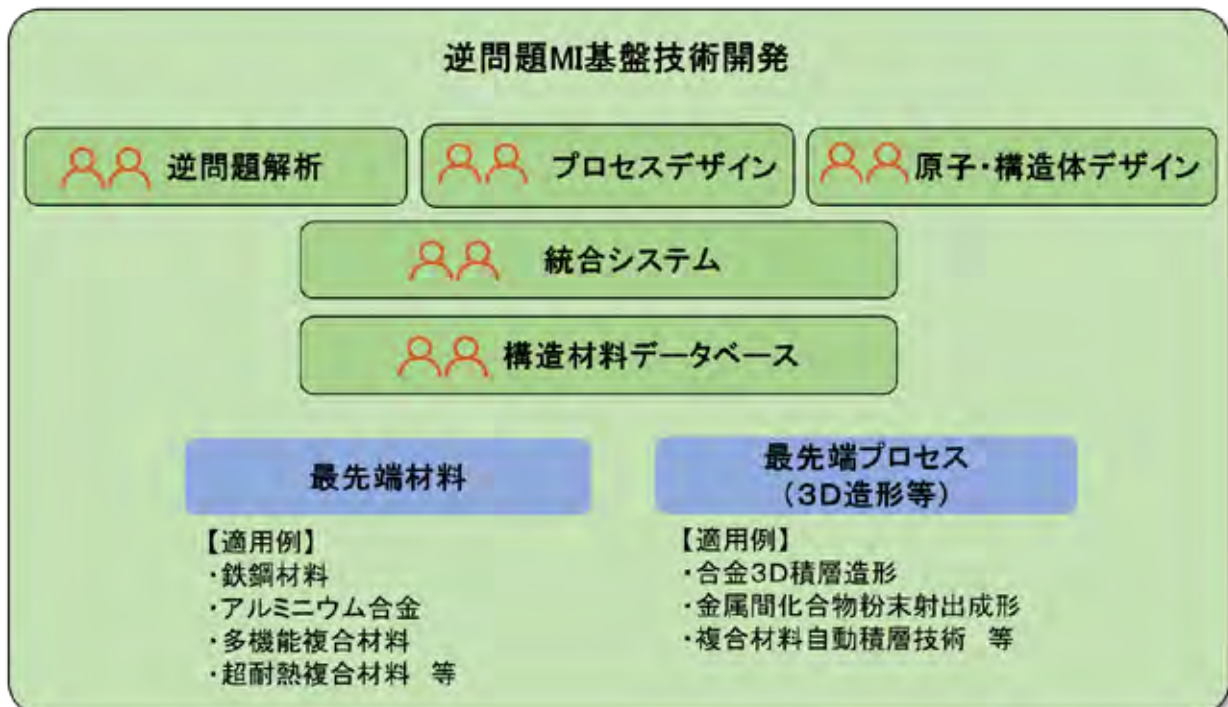 逆問題MI基盤技術開発
逆問題解析
プロセスデザイン
原子・構造体デザイン
統合システム
構造材料データベース
最先端材料
【適用例】
・鉄鋼材料
・アルミニウム合金
・多機能複合材料
・超耐熱複合材料　等
最先端プロセス
（３Ｄ造形等）
【適用例】
・合金３Ｄ積層造形
・金属間化合物粉末射出成形
・複合材料自動積層技術　等